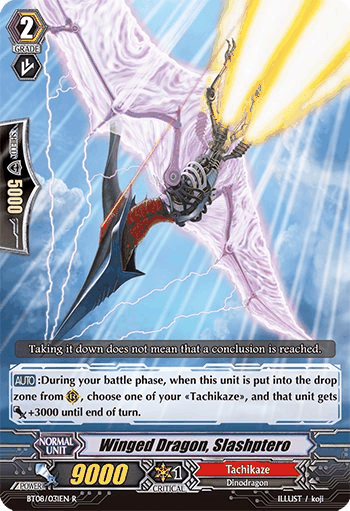 2
GRADE
SHIELD
5000
Taking it down does not mean that a conclusion is reached.
AUTO:During your battle phase, when this unit is put into the drop
zone from R, choose one of your «Tachikaze», and that unit gets
+3000 until end of turn.
NORMAL
UNIT
Winged Dragon, Slashptero
POWER
9000
1
CRITICAL
Tachikaze
Dinodragon
BT08/031EN R
ILLUST / koji